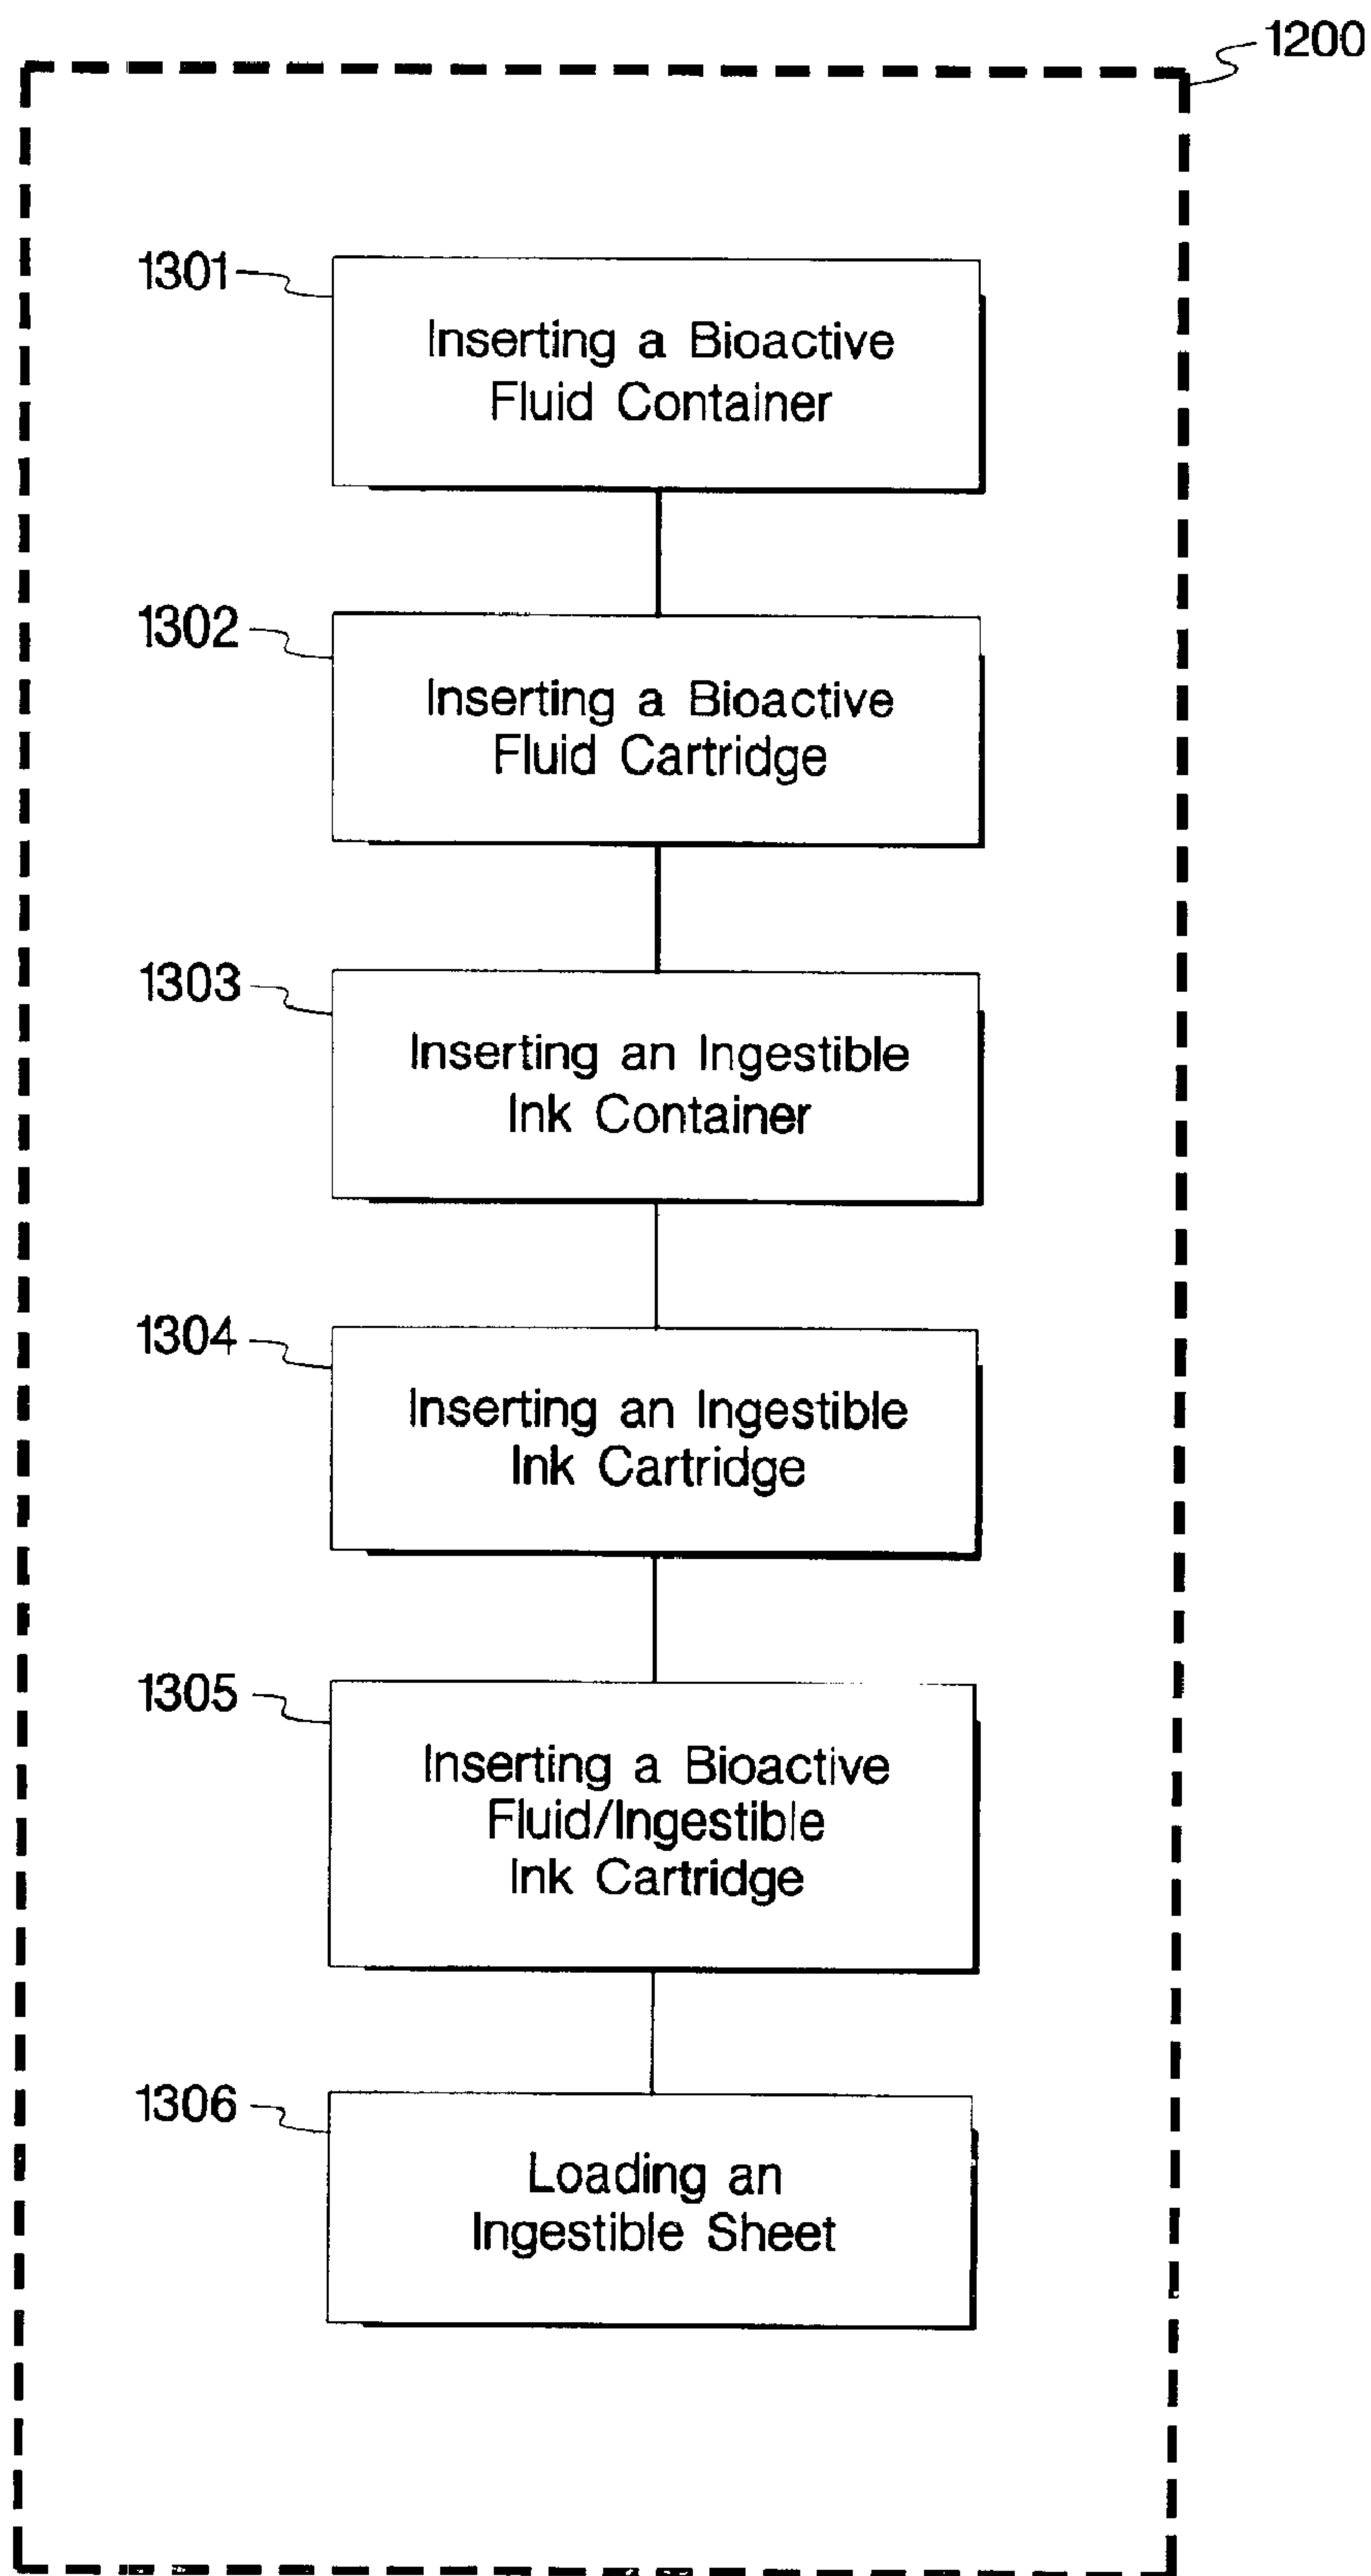 1200
1301
Inserting a Bioactive
Fluid Container
1302
Inserting a Bioactive
Fluid Cartridge
1303
Inserting an Ingestible
Ink Container
1304
Inserting an Ingestible
Ink Cartridge
1305
Inserting a Bioactive
Fluid/Ingestible
Ink Cartridge
1306
Loading an
Ingestible Sheet